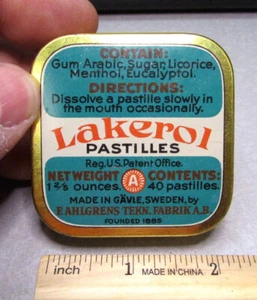 CONTAIN:
Gum Arabic, Sugar, Licorice,
Menthol, Eucalyptol.
DIRECTIONS:
Dissolve a pastille slowly in
the mouth occasionally.
Lakerol
PASTILLES
Reg. U.S. Patent Office.
NET WEIGHT A CONTENTS:
1 5/8 ounces. 40 pastilles.
MADE IN GÄVLE, SWEDEN, by
F. AHLGRENS TEKN. FABRIK A.B.
FOUNDED 1885
inch 1 MADE IN CHINA 2